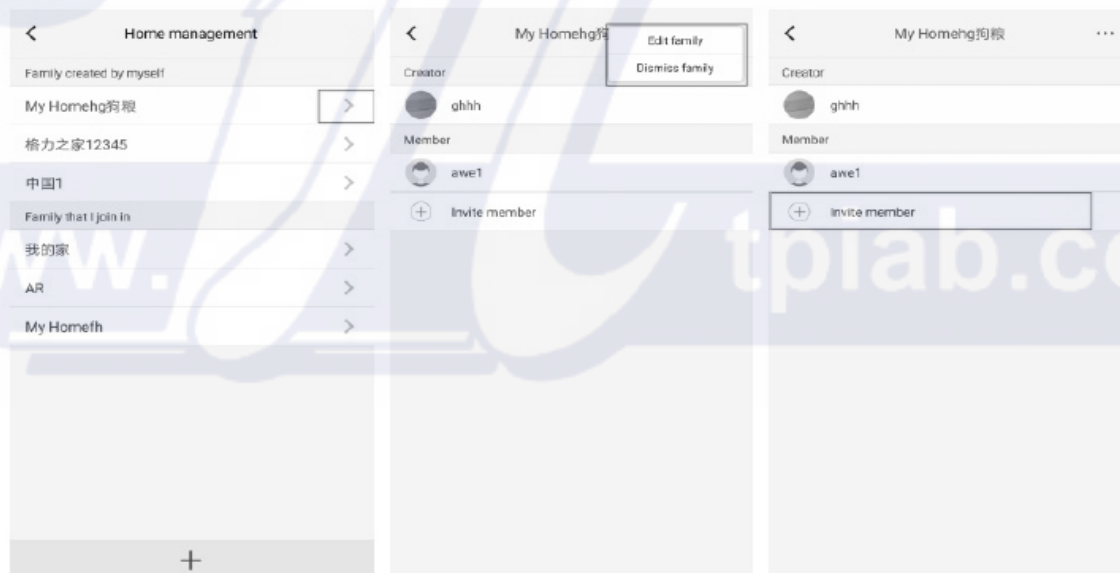 Home management
Family created by myself
My Homehg狗粮
格力之家12345
中国1
Family that I join in
我的家
AR
My Homefh
My Homehg狗
Edit family
Dismiss family
Creator
ghhh
Member
awe1
Invite member
My Homehg狗粮
Creator
ghhh
Member
awe1
Invite member
ww.
tplab.co